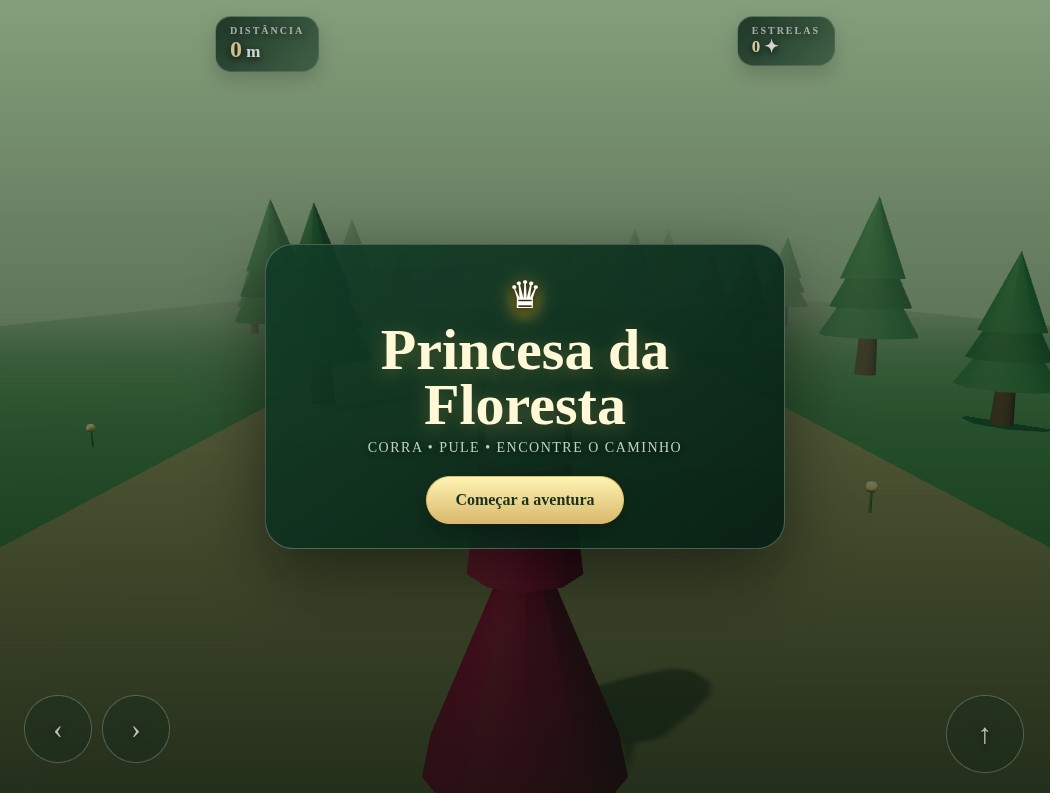 DISTÂNCIA
0 m
ESTRELAS
0 ✦
♛
Princesa da
Floresta
CORRA • PULE • ENCONTRE O CAMINHO
Começar a aventura
‹ ›
↑